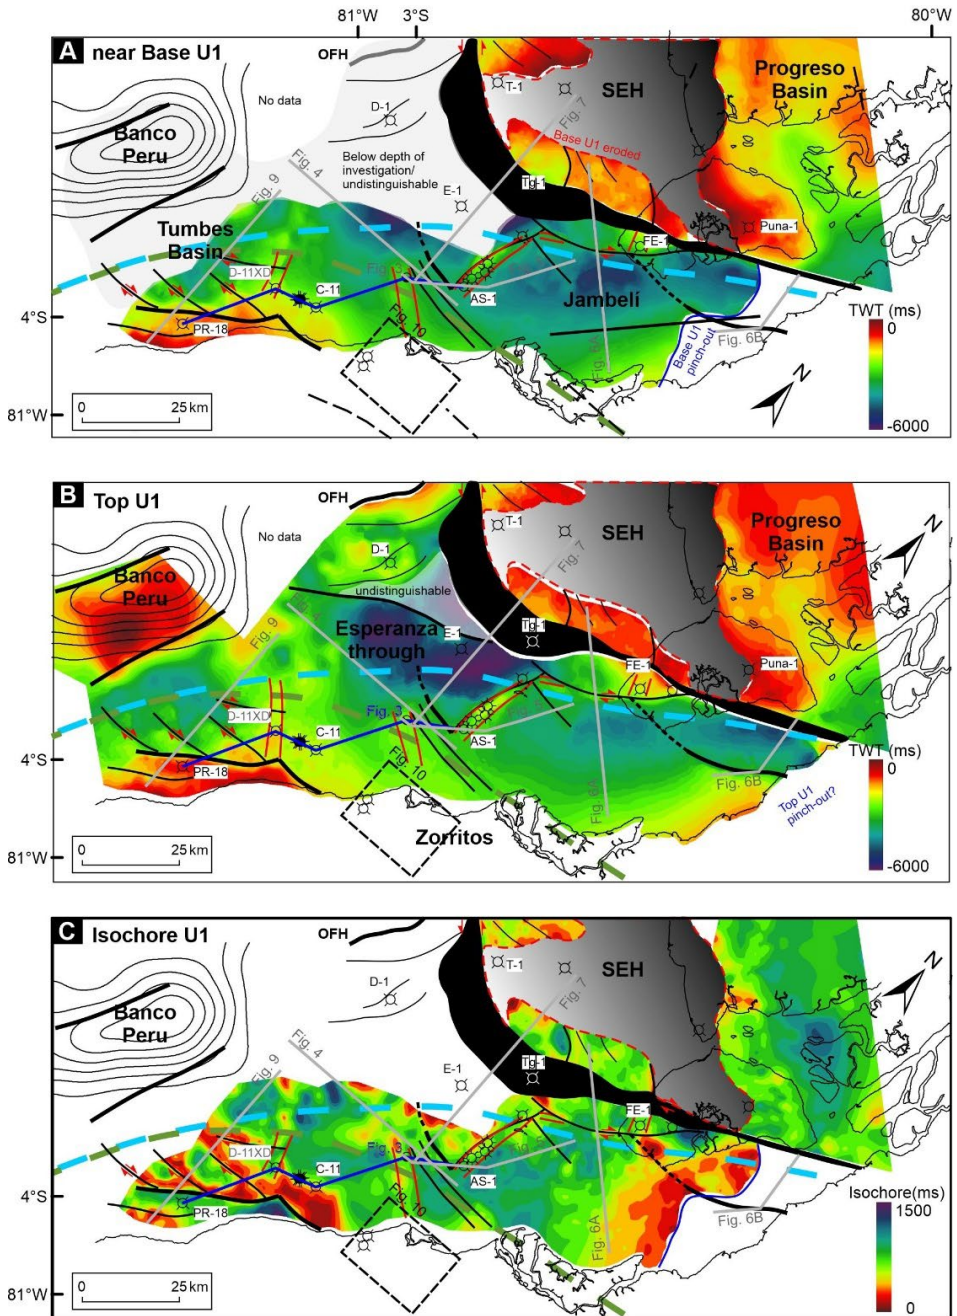 81°W 3°S 80°W
A near Base U1
OFH
No data
D-1
T-1
SEH
Progreso
Basin
Banco
Peru
Fig. 7
Base U1 eroded
Fig. 4
Below depth of
investigation/
undistinguishable
Fig. 9
Tg-1
E-1
Puna-1
FE-1
Tumbes
Basin
D-11XD
Fig. 3
C-11
AS-1
Jambelí
TWT (ms)
0
-6000
4°S
PR-18
Fig. 10
Fig. 6A
Base U1
pinch-out
Fig. 6B
N
81°W
0 25 km
B Top U1
OFH
No data
D-1
T-1
SEH
Progreso
Basin
N
Banco
Peru
Fig. 7
undistinguishable
Fig. 9
Esperanza
through
E-1
Tg-1
FE-1
Puna-1
D-11XD
Fig. 3
C-11
AS-1
4°S
PR-18
Fig. 10
Fig. 6A
Fig. 6B
TWT (ms)
0
-6000
Top U1
pinch-out?
Zorritos
81°W
0 25 km
C Isochore U1
OFH
D-1
T-1
SEH
N
Banco
Peru
Fig. 7
Fig. 4
Fig. 9
E-1
Tg-1
FE-1
D-11XD
Fig. 3
C-11
AS-1
4°S
PR-18
Fig. 10
Fig. 6A
Fig. 6B
Isochore(ms)
1500
0
81°W
0 25 km